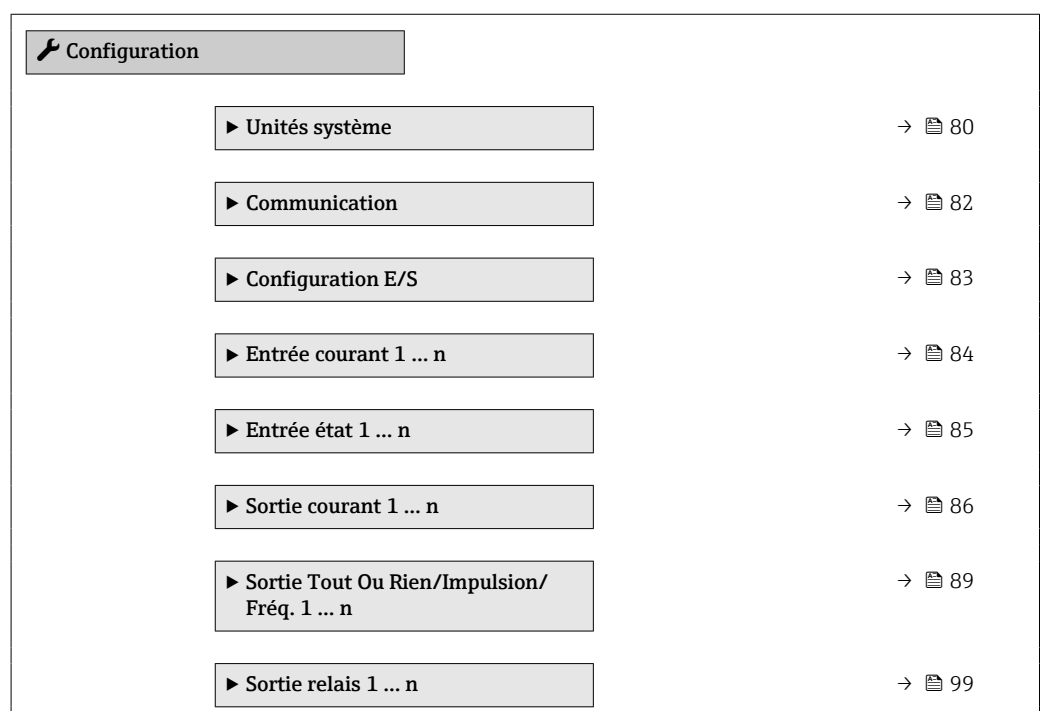 Configuration
▶ Unités système → 80
▶ Communication → 82
▶ Configuration E/S → 83
▶ Entrée courant 1 ... n → 84
▶ Entrée état 1 ... n → 85
▶ Sortie courant 1 ... n → 86
▶ Sortie Tout Ou Rien/Impulsion/ → 89
Fréq. 1 ... n
▶ Sortie relais 1 ... n → 99